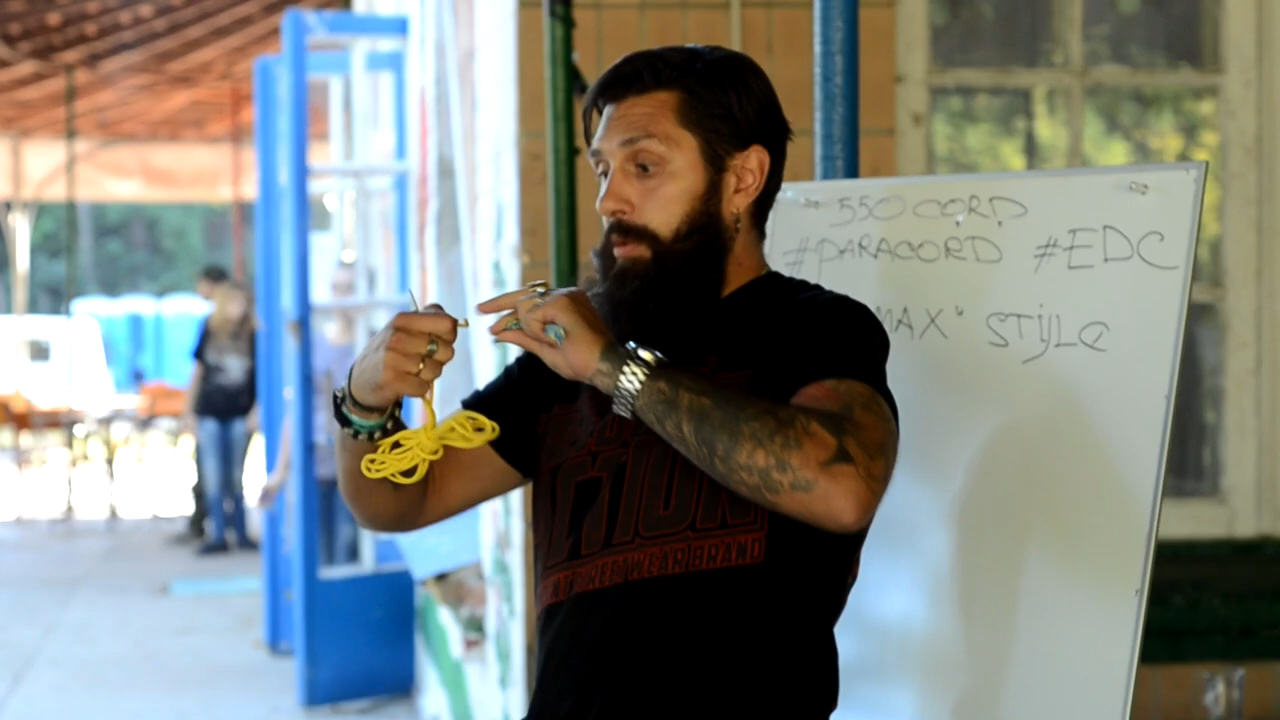 550 CORD
#PARACORD #EDC
MAX" STYLE
ACTION
WEAR BRAND